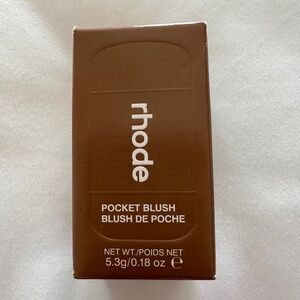 rhode
POCKET BLUSH
BLUSH DE POCHE
NET WT./POIDS NET
5.3g/0.18 oz ℮